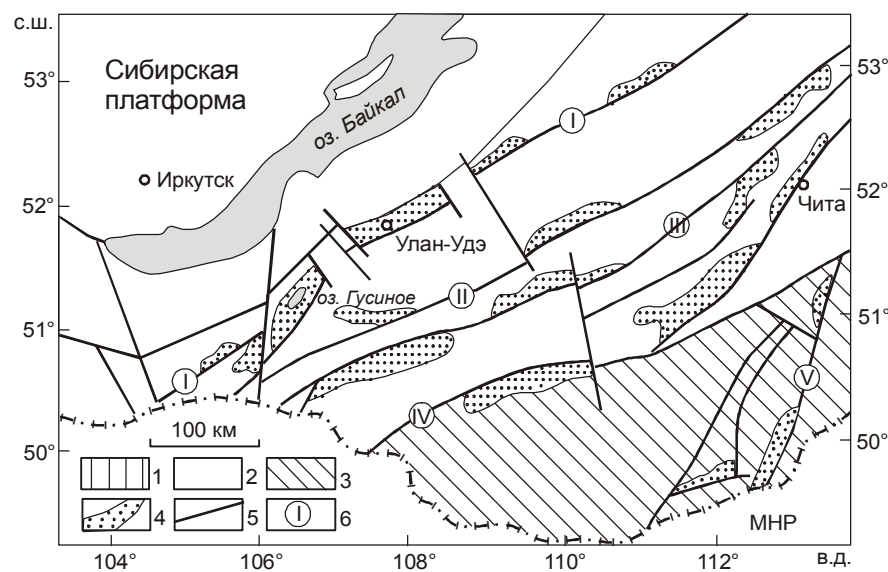 с.ш.
53°
Сибирская
платформа
оз. Байкал
I
53°
Иркутск
52°
Улан-Удэ
III
Чита
52°
оз. Гусиное
II
51°
51°
I
IV
V
50°
100 км
50°
1
2
3
4
5
I
6
МНР
104°
106°
108°
110°
112°
в.д.